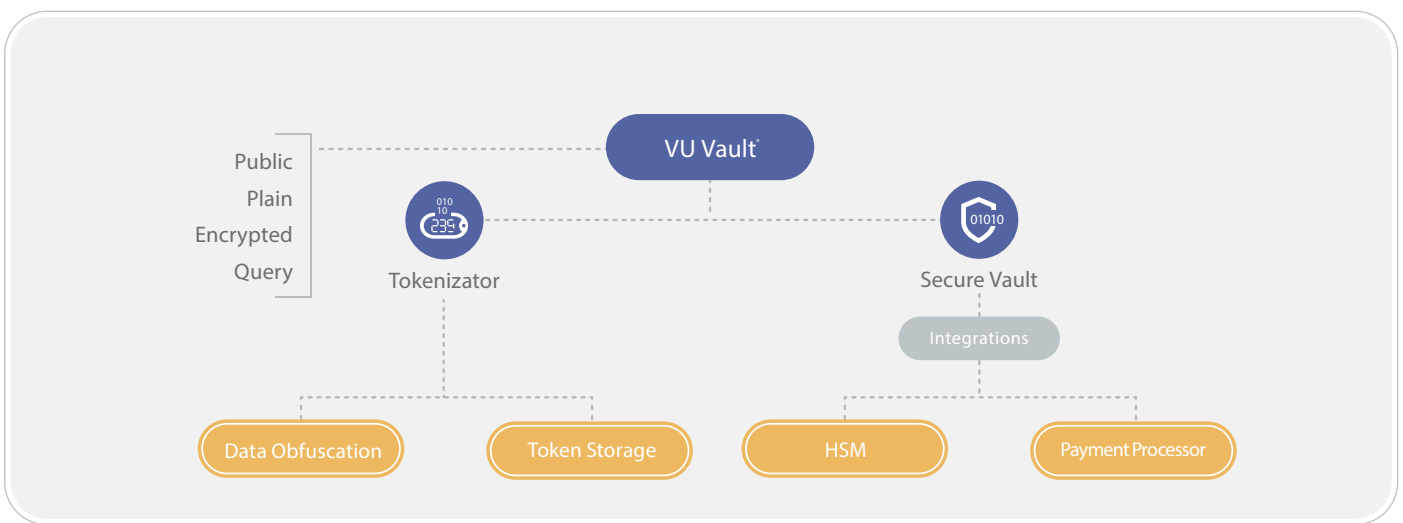 VU Vault®
Public
Plain
Encrypted
Query
010
10
235
Tokenizator
01010
Secure Vault
Integrations
Data Obfuscation
Token Storage
HSM
Payment Processor